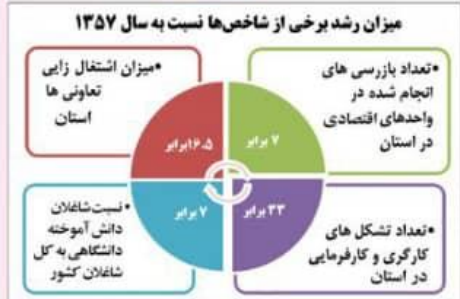 میزان رشد برخی از شاخص‌ها نسبت به سال ۱۳۵۷
•تعداد بازرسی های
انجام شده در
واحدهای اقتصادی
در استان
۷ برابر
•میزان اشتغال زایی
تعاونی ها
استان
۱۶.۵برابر
•تعداد تشکل های
کارگری و کارفرمایی
در استان
۳۳ برابر
•نسبت شاغلان
دانش آموخته
دانشگاهی به کل
شاغلان کشور
۷ برابر